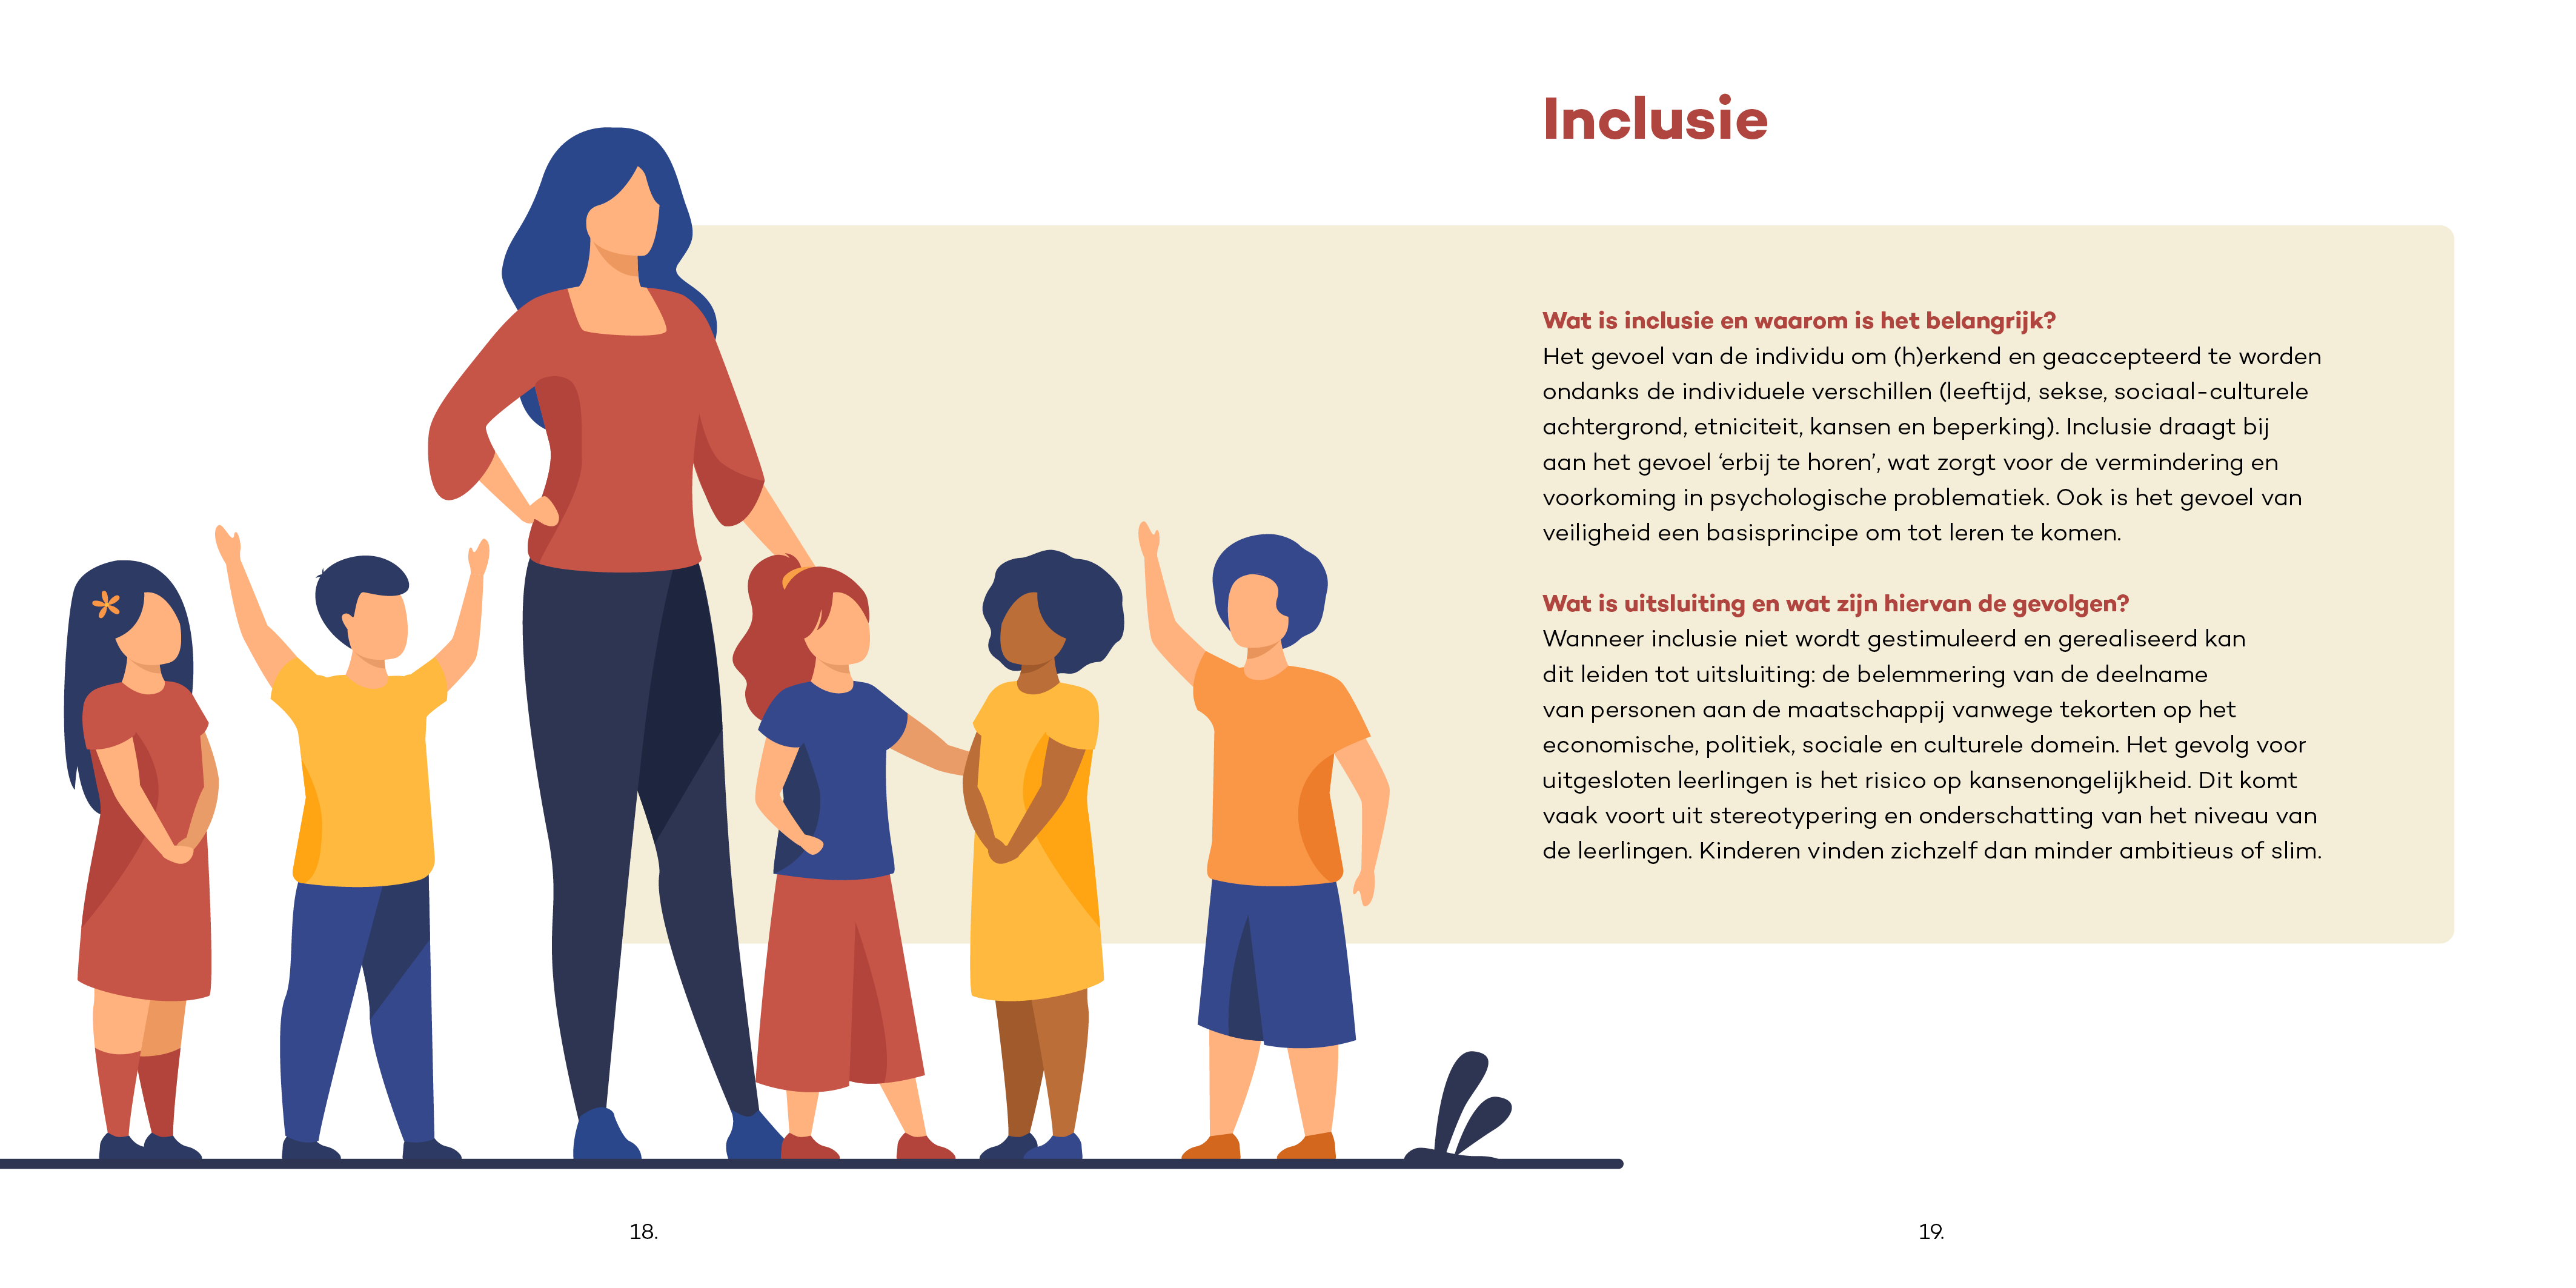 Inclusie
Wat is inclusie en waarom is het belangrijk?
Het gevoel van de individu om (h)erkend en geaccepteerd te worden
ondanks de individuele verschillen (leeftijd, sekse, sociaal-culturele
achtergrond, etniciteit, kansen en beperking). Inclusie draagt bij
aan het gevoel ‘erbij te horen’, wat zorgt voor de vermindering en
voorkoming in psychologische problematiek. Ook is het gevoel van
veiligheid een basisprincipe om tot leren te komen.
Wat is uitsluiting en wat zijn hiervan de gevolgen?
Wanneer inclusie niet wordt gestimuleerd en gerealiseerd kan
dit leiden tot uitsluiting: de belemmering van de deelname
van personen aan de maatschappij vanwege tekorten op het
economische, politiek, sociale en culturele domein. Het gevolg voor
uitgesloten leerlingen is het risico op kansenongelijkheid. Dit komt
vaak voort uit stereotypering en onderschatting van het niveau van
de leerlingen. Kinderen vinden zichzelf dan minder ambitieus of slim.
18.
19.